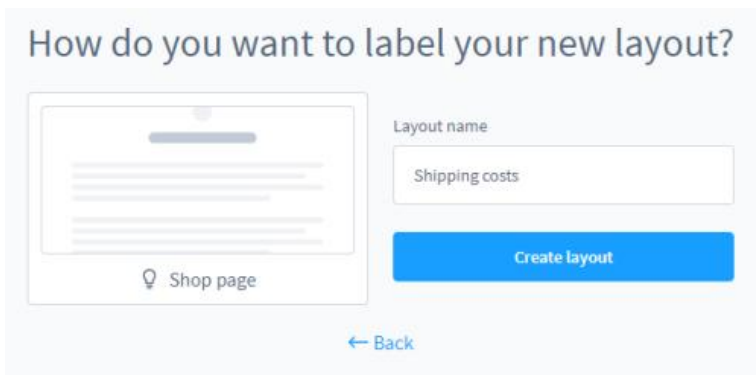 How do you want to label your new layout?
Layout name
Shipping costs
Create layout
Shop page
← Back